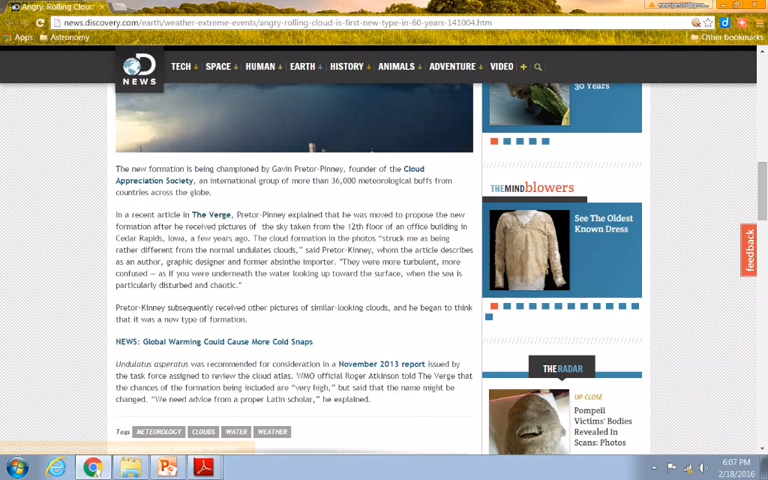 Angry, Rolling Clou
news.discovery.com/earth/weather-extreme-events/angry-rolling-cloud-is-first-new-type-in-60-years-141004.htm
Apps Astronomy Other bookmarks
D NEWS TECH SPACE HUMAN EARTH HISTORY ANIMALS ADVENTURE VIDEO +
30 Years
The new formation is being championed by Gavin Pretor-Pinney, founder of the Cloud
Appreciation Society, an international group of more than 36,000 meteorological buffs from
countries across the globe.
In a recent article in The Verge, Pretor-Pinney explained that he was moved to propose the new
formation after he received pictures of the sky taken from the 12th floor of an office building in
Cedar Rapids, Iowa, a few years ago. The cloud formation in the photos "struck me as being
rather different from the normal undulates clouds," said Pretor-Kinney, whom the article describes
as an author, graphic designer and former absinthe importer. "They were more turbulent, more
confused — as if you were underneath the water looking up toward the surface, when the sea is
particularly disturbed and chaotic."
Pretor-Kinney subsequently received other pictures of similar-looking clouds, and he began to think
that it was a new type of formation.
NEWS: Global Warming Could Cause More Cold Snaps
Undulatus asperatus was recommended for consideration in a November 2013 report issued by
the task force assigned to review the cloud atlas. WMO official Roger Atkinson told The Verge that
the chances of the formation being included are "very high," but said that the name might be
changed. "We need advice from a proper Latin scholar," he explained.
Tags METEOROLOGY CLOUDS WATER WEATHER
THEMINDblowers
See The Oldest
Known Dress
feedback
THERADAR
UP CLOSE
Pompeii
Victims' Bodies
Revealed In
Scans: Photos
6:07 PM
2/18/2016